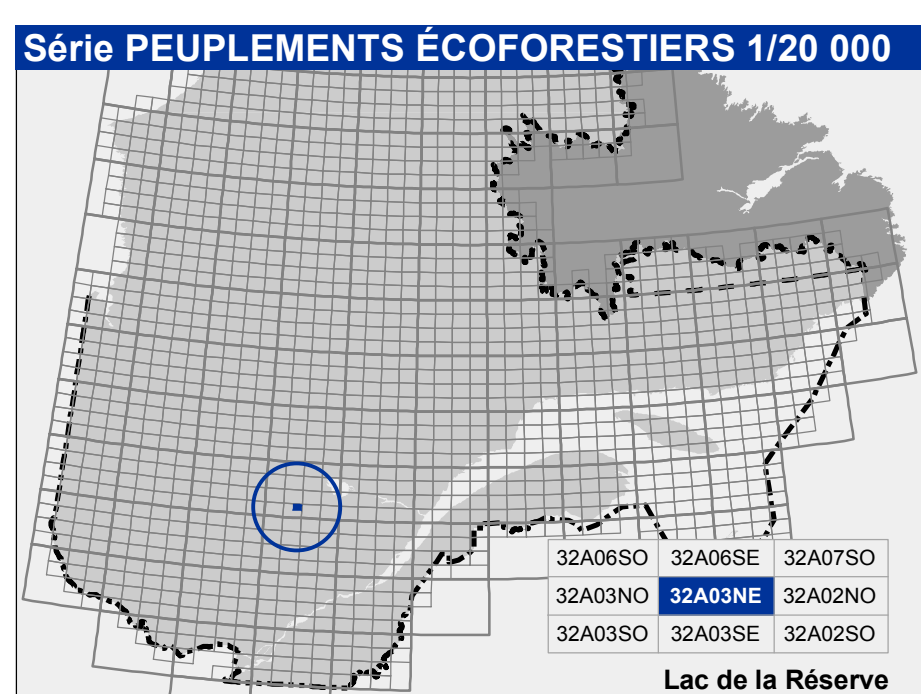 Série PEUPLEMENTS ÉCOFORESTIERS 1/20 000
32A06SO 32A06SE 32A07SO
32A03NO 32A03NE 32A02NO
32A03SO 32A03SE 32A02SO
Lac de la Réserve